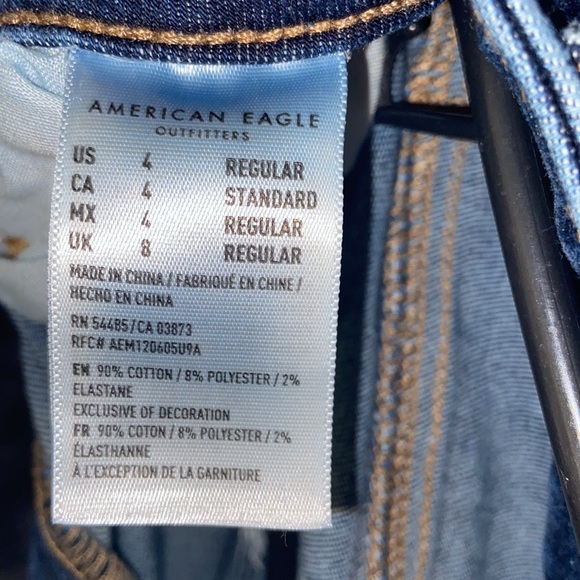 AMERICAN EAGLE
OUTFITTERS
US 4 REGULAR
CA 4 STANDARD
MX 4 REGULAR
UK 8 REGULAR
MADE IN CHINA / FABRIQUÉ EN CHINE /
HECHO EN CHINA
RN 54485 / CA 03873
RFC# AEM120605U9A
EN 90% COTTON / 8% POLYESTER / 2%
ELASTANE
EXCLUSIVE OF DECORATION
FR 90% COTON / 8% POLYESTER / 2%
ÉLASTHANNE
À L'EXCEPTION DE LA GARNITURE